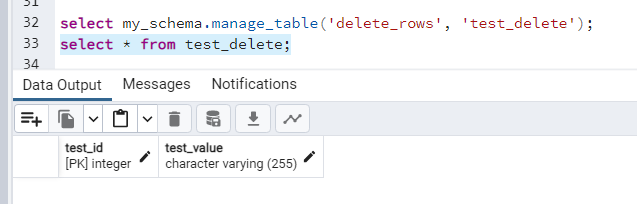 31
32 select my_schema.manage_table('delete_rows', 'test_delete');
33 select * from test_delete;
34
Data Output Messages Notifications
test_id test_value
[PK] integer character varying (255)